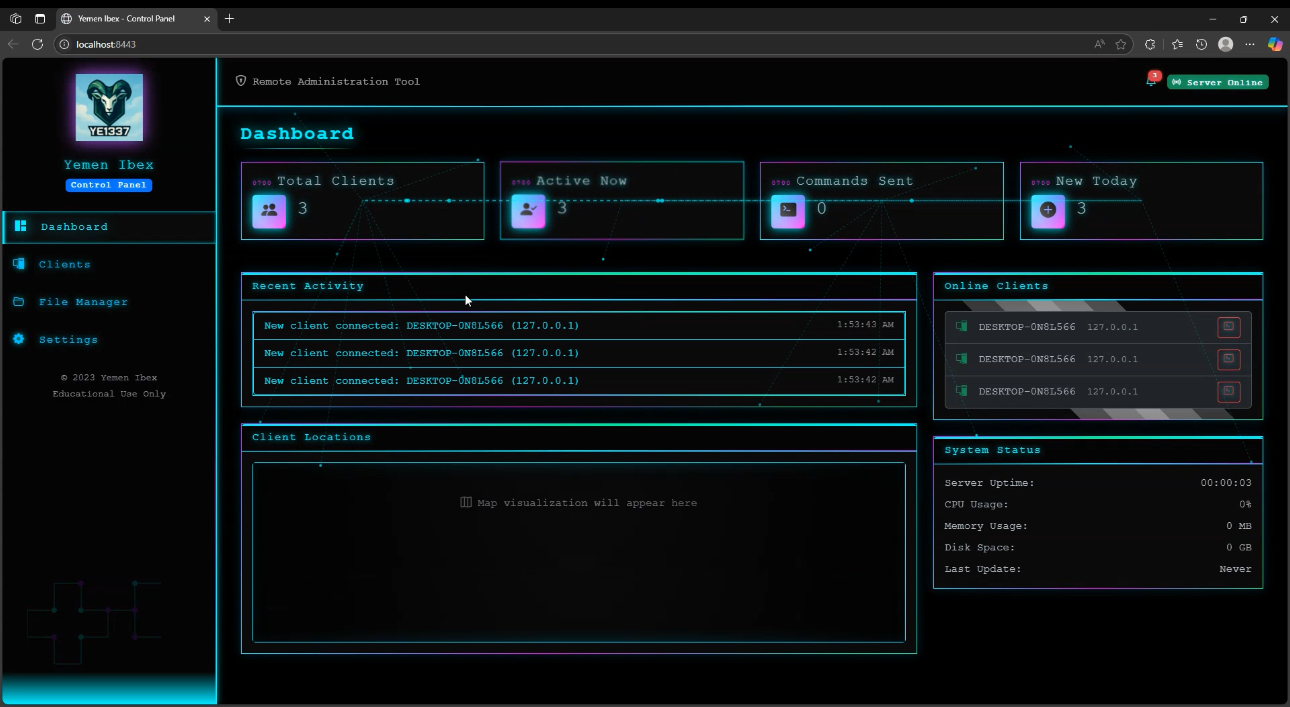 Yemen Ibex - Control Panel
localhost:8443
YE1337
Yemen Ibex
Control Panel
Dashboard
Clients
File Manager
Settings
© 2023 Yemen Ibex
Educational Use Only
Remote Administration Tool
3
Server Online
Dashboard
Total Clients
3
Active Now
3
Commands Sent
0
New Today
3
Recent Activity
New client connected: DESKTOP-0N8L566 (127.0.0.1) 1:53:43 AM
New client connected: DESKTOP-0N8L566 (127.0.0.1) 1:53:42 AM
New client connected: DESKTOP-0N8L566 (127.0.0.1) 1:53:42 AM
Client Locations
Map visualization will appear here
Online Clients
DESKTOP-0N8L566 127.0.0.1
DESKTOP-0N8L566 127.0.0.1
DESKTOP-0N8L566 127.0.0.1
System Status
Server Uptime: 00:00:03
CPU Usage: 0%
Memory Usage: 0 MB
Disk Space: 0 GB
Last Update: Never